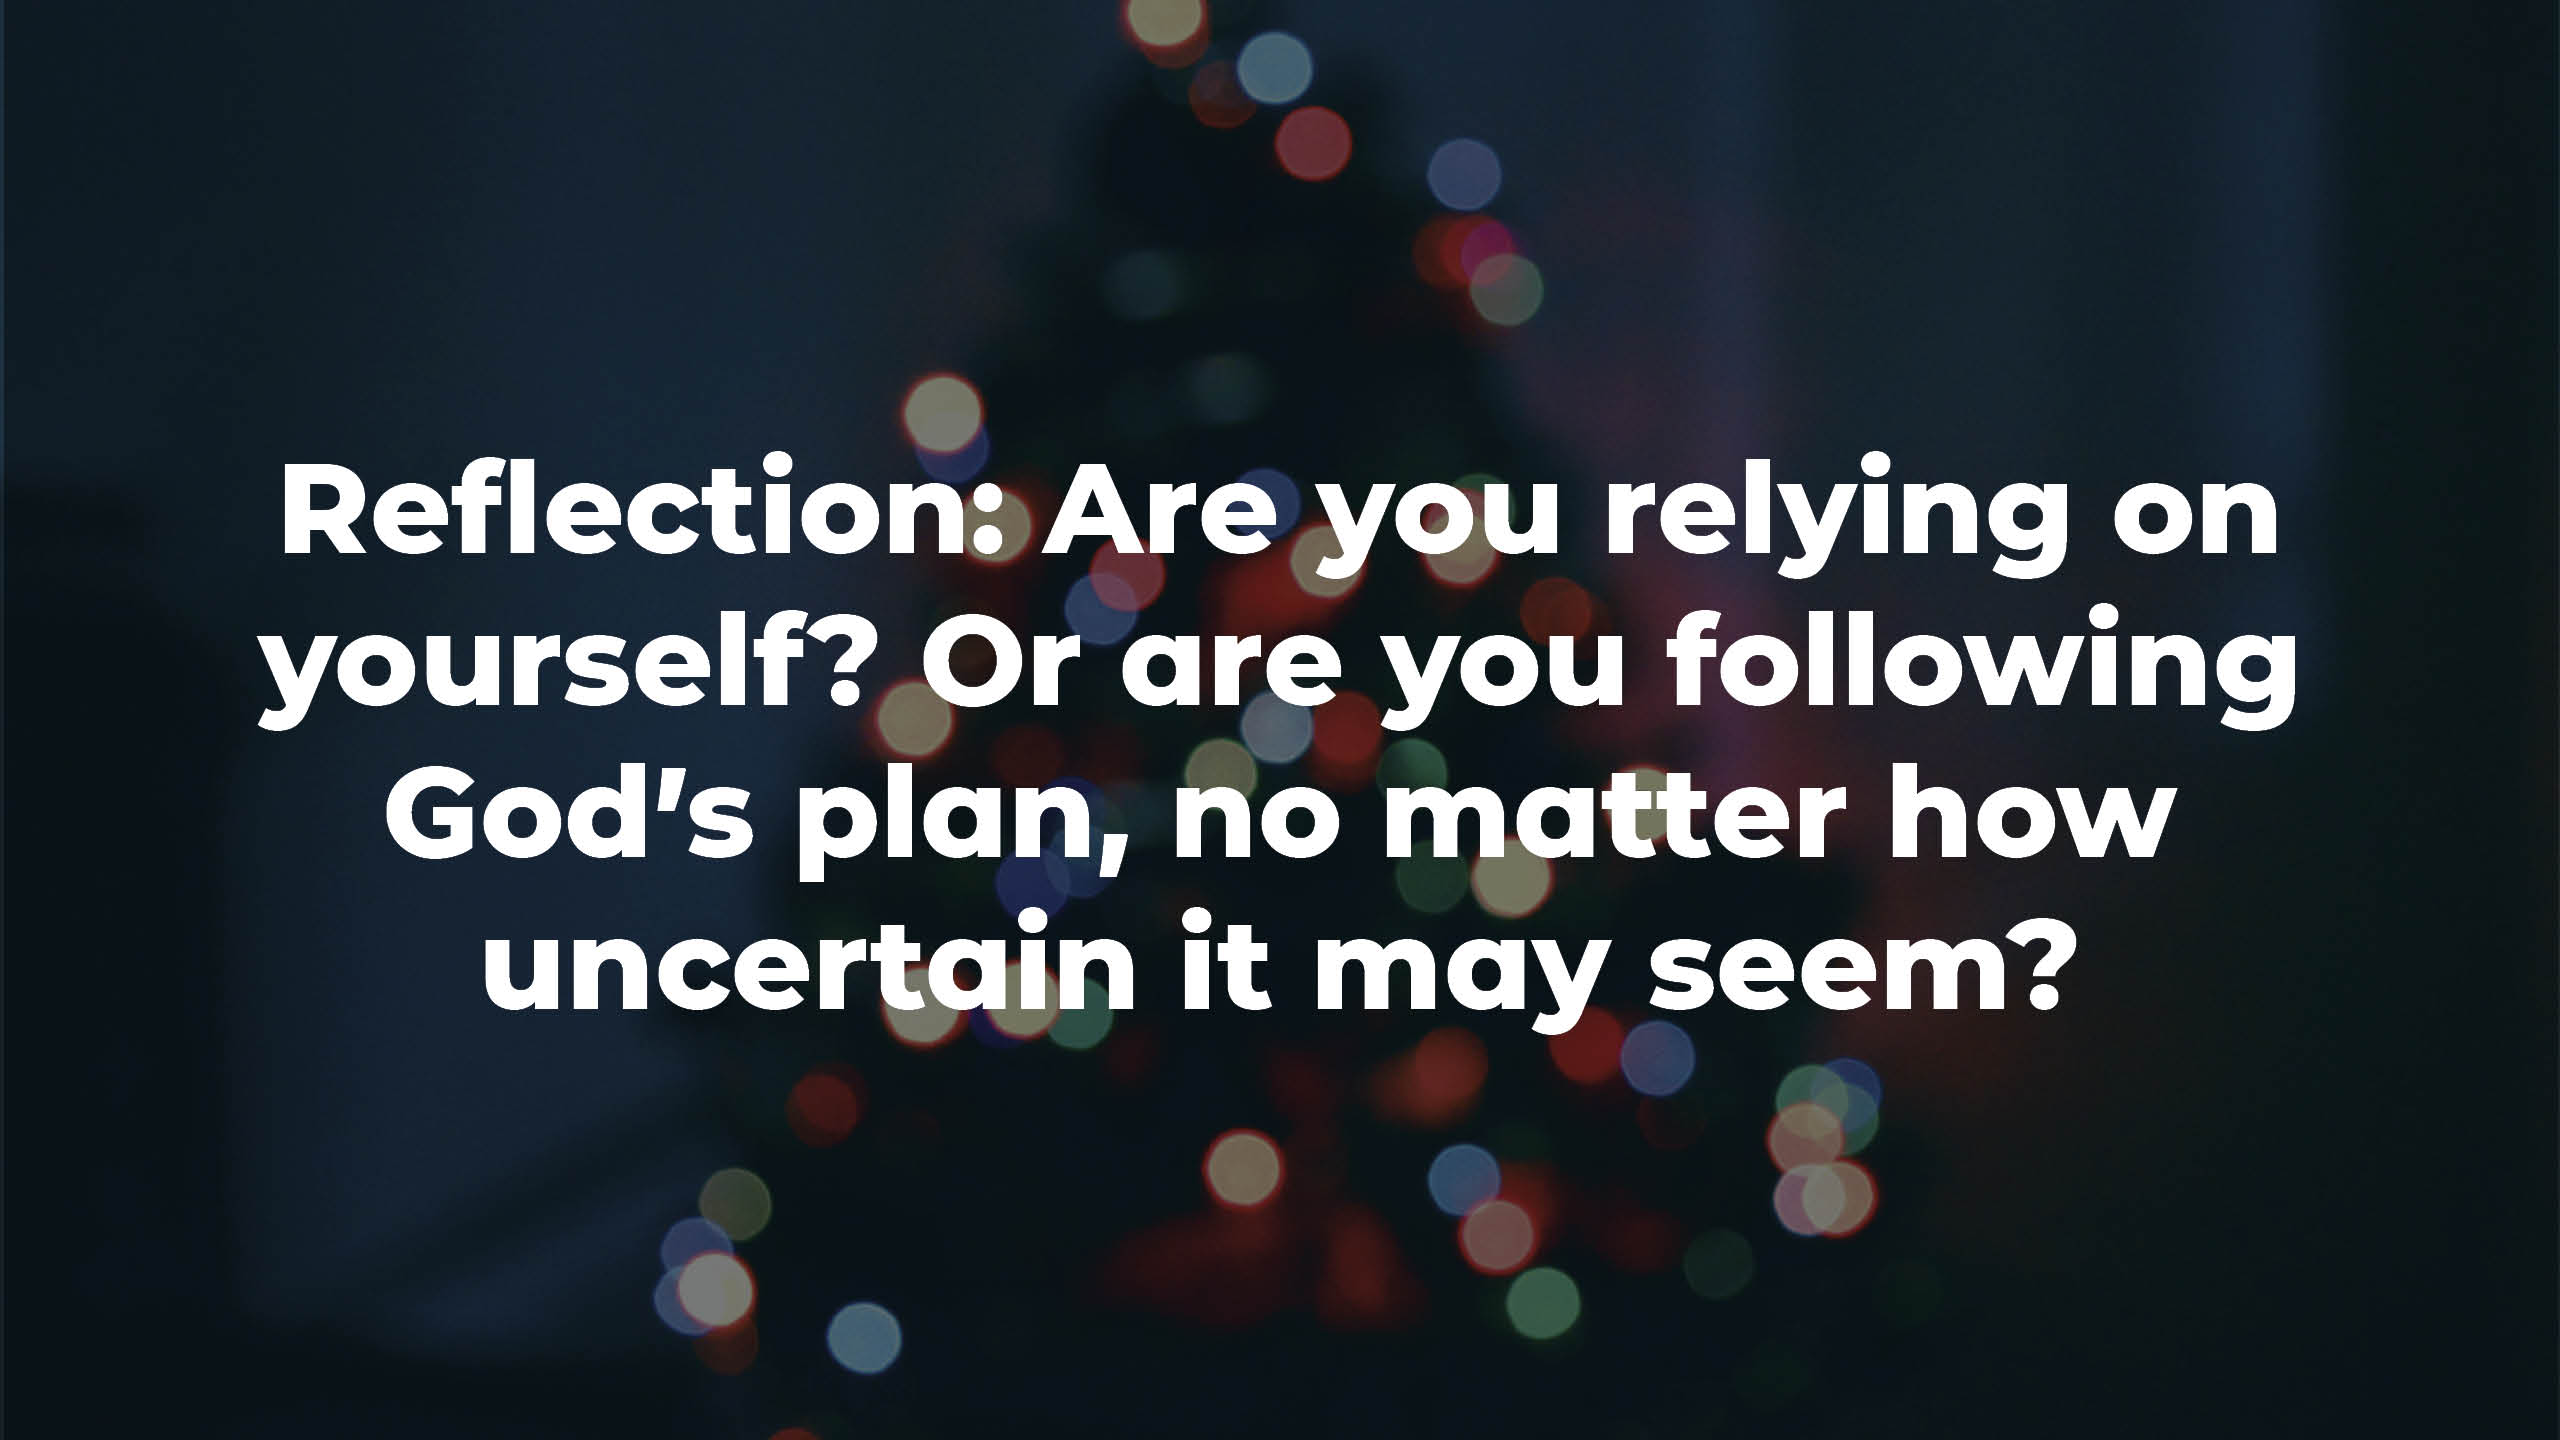 Reflection: Are you relying on
yourself? Or are you following
God's plan, no matter how
uncertain it may seem?